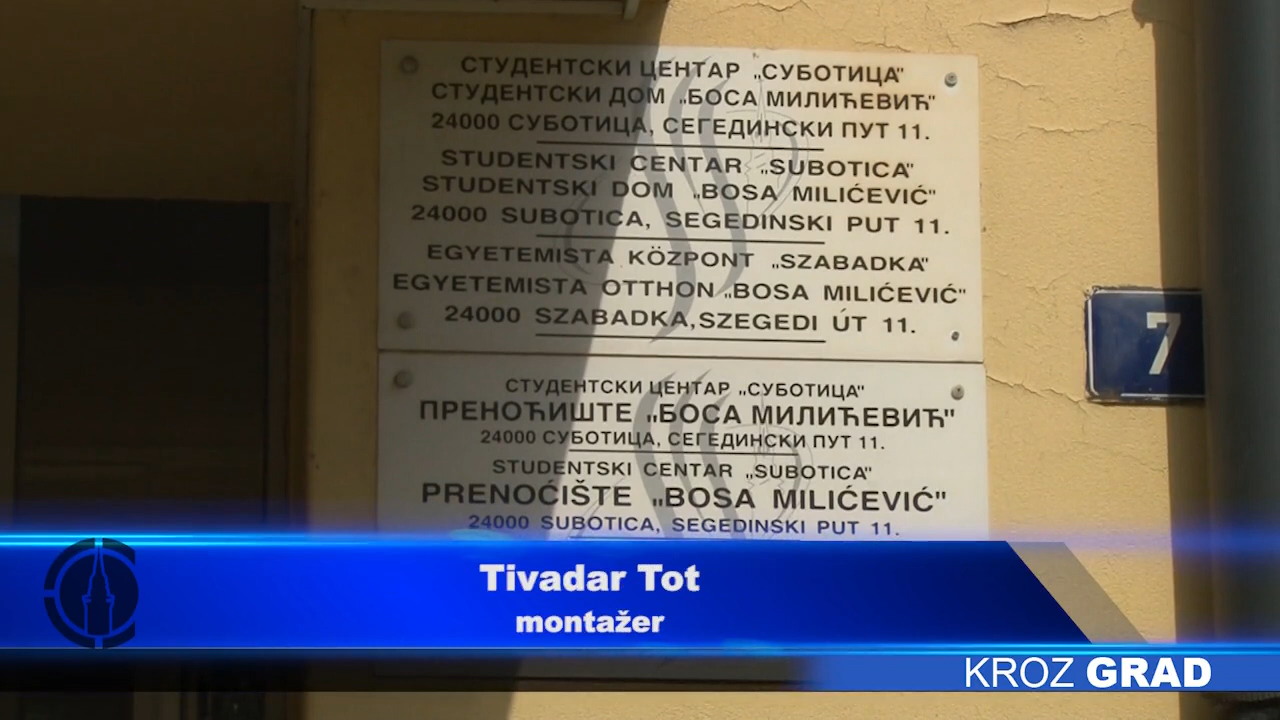 СТУДЕНТСКИ ЦЕНТАР „СУБОТИЦА"
СТУДЕНТСКИ ДОМ „БОСА МИЛИЋЕВИЋ"
24000 СУБОТИЦА, СЕГЕДИНСКИ ПУТ 11.
STUDENTSKI CENTAR „SUBOTICA"
STUDENTSKI DOM „BOSA MILIĆEVIĆ"
24000 SUBOTICA, SEGEDINSKI PUT 11.
EGYETEMISTA KÖZPONT „SZABADKA"
EGYETEMISTA OTTHON „BOSA MILIĆEVIĆ"
24000 SZABADKA, SZEGEDI ÚT 11.
СТУДЕНТСКИ ЦЕНТАР „СУБОТИЦА"
ПРЕНОЋИШТЕ „БОСА МИЛИЋЕВИЋ"
24000 СУБОТИЦА, СЕГЕДИНСКИ ПУТ 11.
STUDENTSKI CENTAR „SUBOTICA"
PRENOĆIŠTE „BOSA MILIĆEVIĆ"
24000 SUBOTICA, SEGEDINSKI PUT 11.
7
Tivadar Tot
montažer
KROZ GRAD